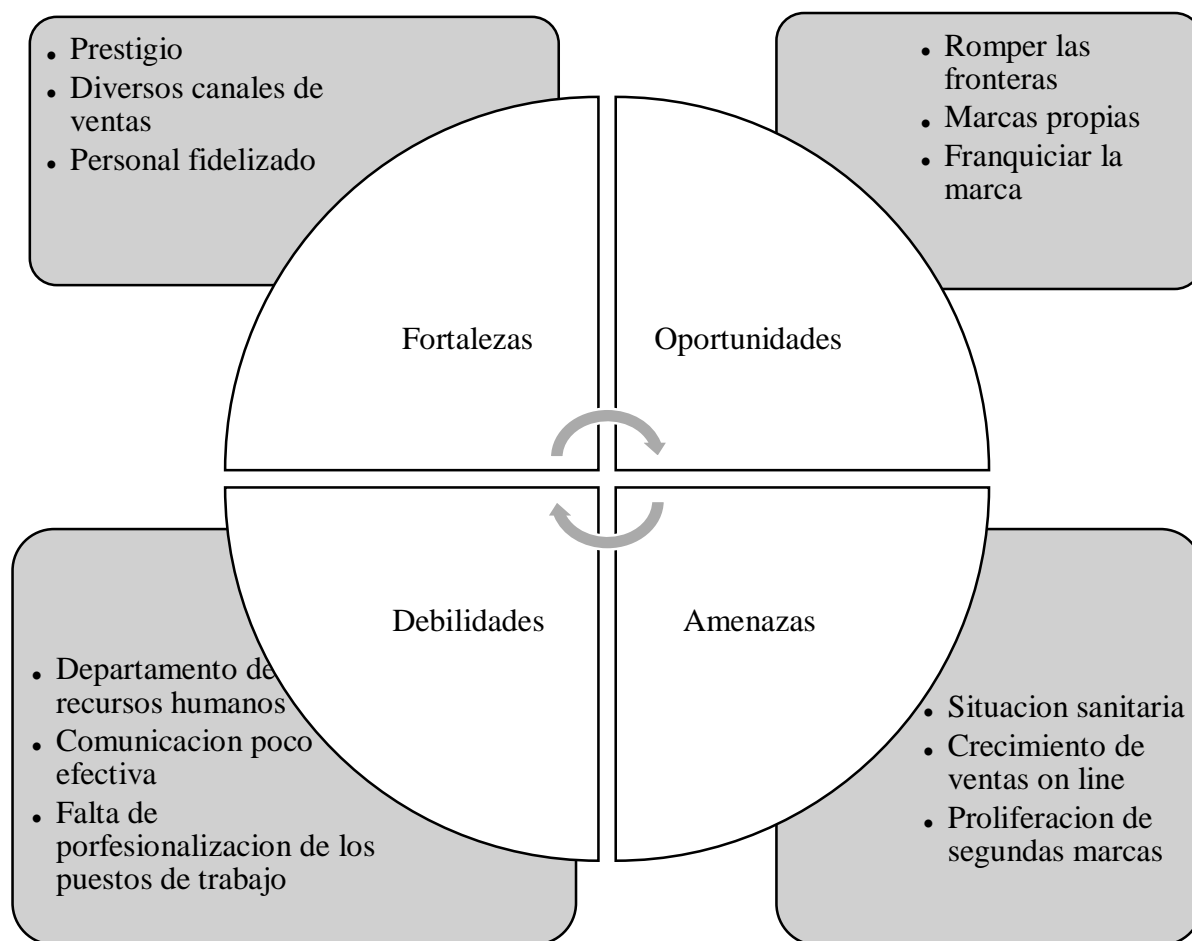 • Prestigio
• Diversos canales de
ventas
• Personal fidelizado
• Romper las
fronteras
• Marcas propias
• Franquiciar la
marca
Fortalezas
Oportunidades
Debilidades
Amenazas
• Departamento de
recursos humanos
• Comunicacion poco
efectiva
• Falta de
porfesionalizacion de los
puestos de trabajo
• Situacion sanitaria
• Crecimiento de
ventas on line
• Proliferacion de
segundas marcas